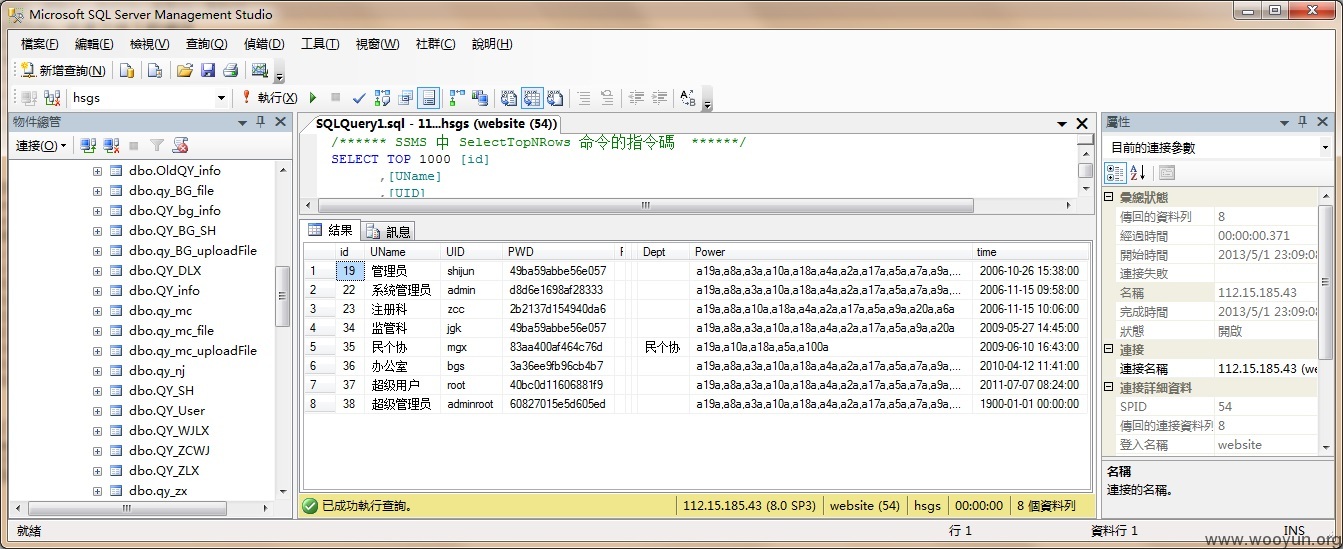 Microsoft SQL Server Management Studio
檔案(F) 編輯(E) 檢視(V) 查詢(Q) 偵錯(D) 工具(T) 視窗(W) 社群(C) 說明(H)
新增查詢(N)
hsgs 執行(X)
物件總管
連接(O)
dbo.OldQY_info
dbo.qy_BG_file
dbo.QY_bg_info
dbo.QY_BG_SH
dbo.qy_BG_uploadFile
dbo.QY_DLX
dbo.QY_info
dbo.qy_mc
dbo.qy_mc_file
dbo.qy_mc_uploadFile
dbo.qy_nj
dbo.QY_SH
dbo.QY_User
dbo.QY_WJLX
dbo.QY_ZCWJ
dbo.QY_ZLX
dbo.qy_zx
SQLQuery1.sql - 11...hsgs (website (54))
/****** SSMS 中 SelectTopNRows 命令的指令碼 ******/
SELECT TOP 1000 [id]
,[UName]
,[UID]
結果 訊息
id UName UID PWD F Dept Power time
1 19 管理员 shijun 49ba59abbe56e057 a19a,a8a,a3a,a10a,a18a,a4a,a2a,a17a,a5a,a7a,a9a,... 2006-10-26 15:38:00
2 22 系统管理员 admin d8d6e1698af28333 a19a,a8a,a3a,a10a,a18a,a4a,a2a,a17a,a5a,a7a,a9a,... 2006-11-15 09:58:00
3 23 注册科 zcc 2b2137d154940da6 a19a,a8a,a10a,a18a,a4a,a2a,a17a,a5a,a9a,a20a,a6a 2006-11-15 10:06:00
4 34 监管科 jgk 49ba59abbe56e057 a19a,a8a,a3a,a10a,a18a,a4a,a2a,a17a,a5a,a9a,a20a 2009-05-27 14:45:00
5 35 民个协 mgx 83aa400af464c76d 民个协 a19a,a10a,a18a,a5a,a100a 2009-06-10 16:43:00
6 36 办公室 bgs 3a36ee9fb96cb4b7 a19a,a8a,a3a,a10a,a18a,a4a,a2a,a17a,a5a,a7a,a9a,... 2010-04-12 11:41:00
7 37 超级用户 root 40bc0d11606881f9 a19a,a8a,a3a,a10a,a18a,a4a,a2a,a17a,a5a,a7a,a9a,... 2011-07-07 08:24:00
8 38 超级管理员 adminroot 60827015e5d605ed a19a,a8a,a3a,a10a,a18a,a4a,a2a,a17a,a5a,a7a,a9a,... 1900-01-01 00:00:00
已成功執行查詢。 112.15.185.43 (8.0 SP3) website (54) hsgs 00:00:00 8 個資料列
屬性
目前的連接參數
彙總狀態
傳回的資料列 8
經過時間 00:00:00.371
開始時間 2013/5/1 23:09:08
連接失敗
名稱 112.15.185.43
完成時間 2013/5/1 23:09:08
狀態 開啟
連接
連接名稱 112.15.185.43 (we
連接詳細資料
SPID 54
傳回的連接資料列 8
登入名稱 website
名稱
連接的名稱。
就緒 行 1 資料行 1 INS
www.wooyun.org